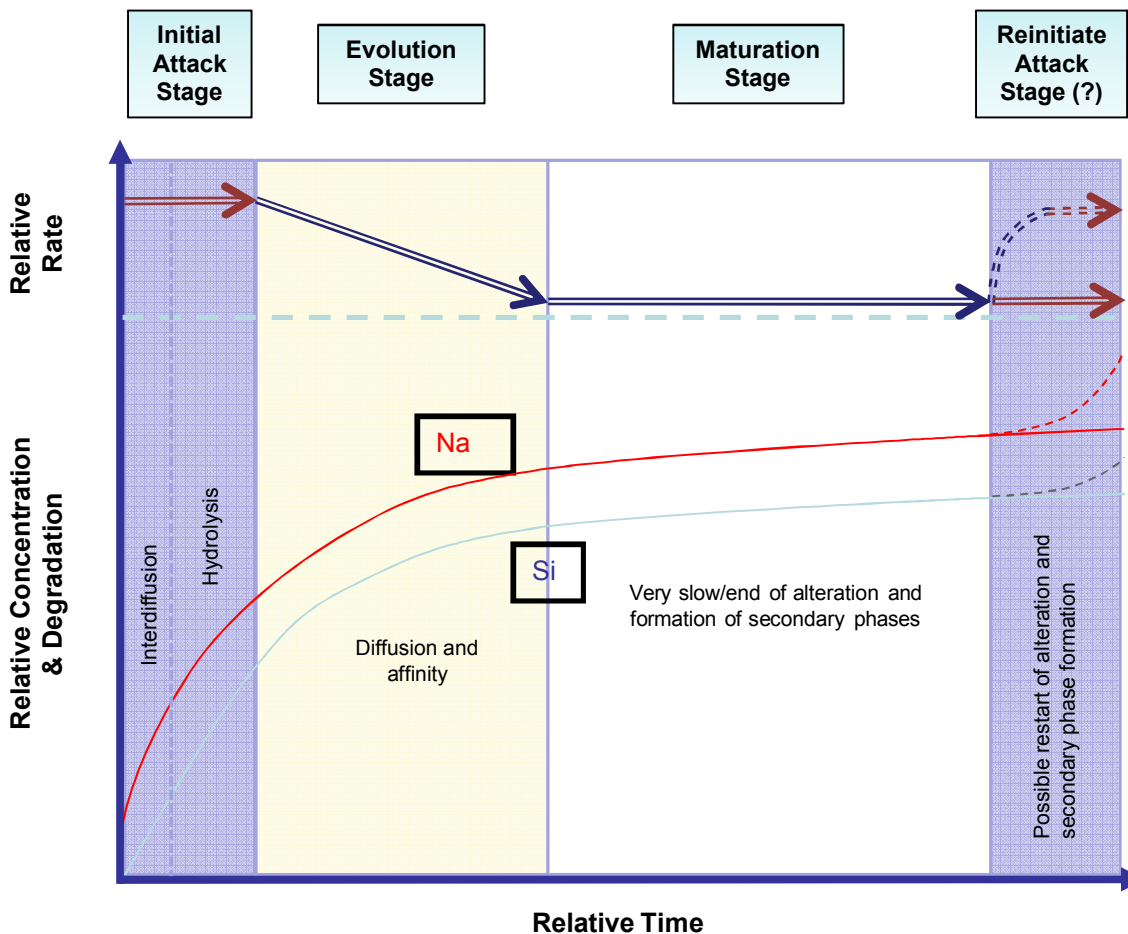 Initial
Attack
Stage
Evolution
Stage
Maturation
Stage
Reinitiate
Attack
Stage (?)
Relative
Rate
Relative Concentration
& Degradation
Interdiffusion
Hydrolysis
Na
Si
Diffusion and
affinity
Very slow/end of alteration and
formation of secondary phases
Possible restart of alteration and
secondary phase formation
Relative Time